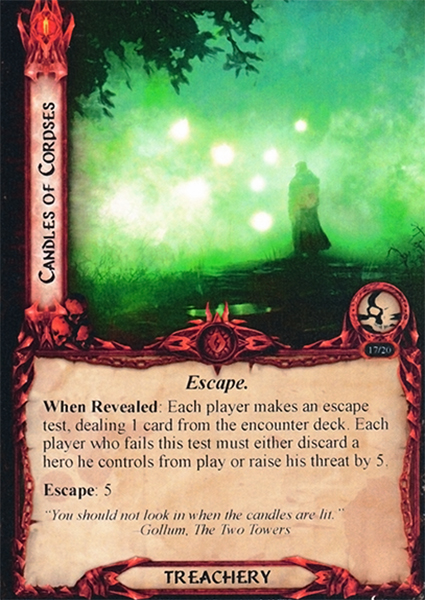 CANDLES OF CORPSES
17/20
Escape.
When Revealed: Each player makes an escape
test, dealing 1 card from the encounter deck. Each
player who fails this test must either discard a
hero he controls from play or raise his threat by 5.
Escape: 5
"You should not look in when the candles are lit."
–Gollum, The Two Towers
TREACHERY